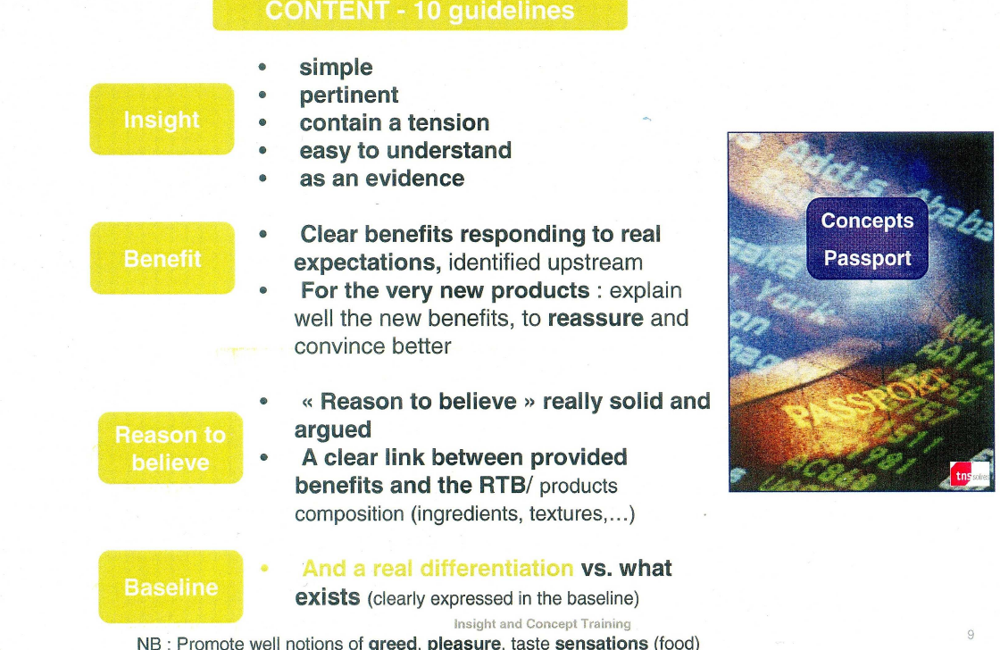 CONTENT - 10 guidelines
Insight
• simple
• pertinent
• contain a tension
• easy to understand
• as an evidence
Benefit
• Clear benefits responding to real
expectations, identified upstream
• For the very new products : explain
well the new benefits, to reassure and
convince better
Reason to
believe
• « Reason to believe » really solid and
argued
• A clear link between provided
benefits and the RTB/ products
composition (ingredients, textures,...)
Baseline
• And a real differentiation vs. what
exists (clearly expressed in the baseline)
Insight and Concept Training
NB : Promote well notions of greed, pleasure, taste sensations (food)
9
Addis Ababa
Concepts
Passport
York
PASSPORT
tns